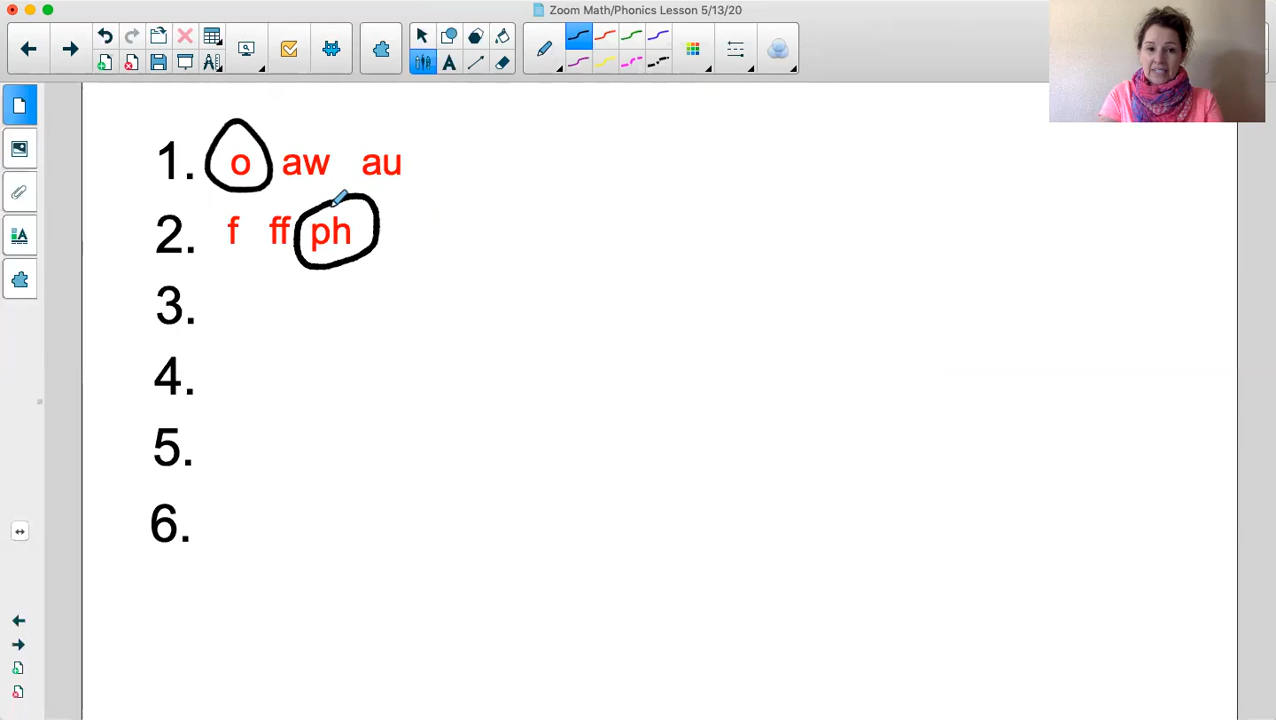 Zoom Math/Phonics Lesson 5/13/20
1. o aw au
2. f ff ph
3.
4.
5.
6.